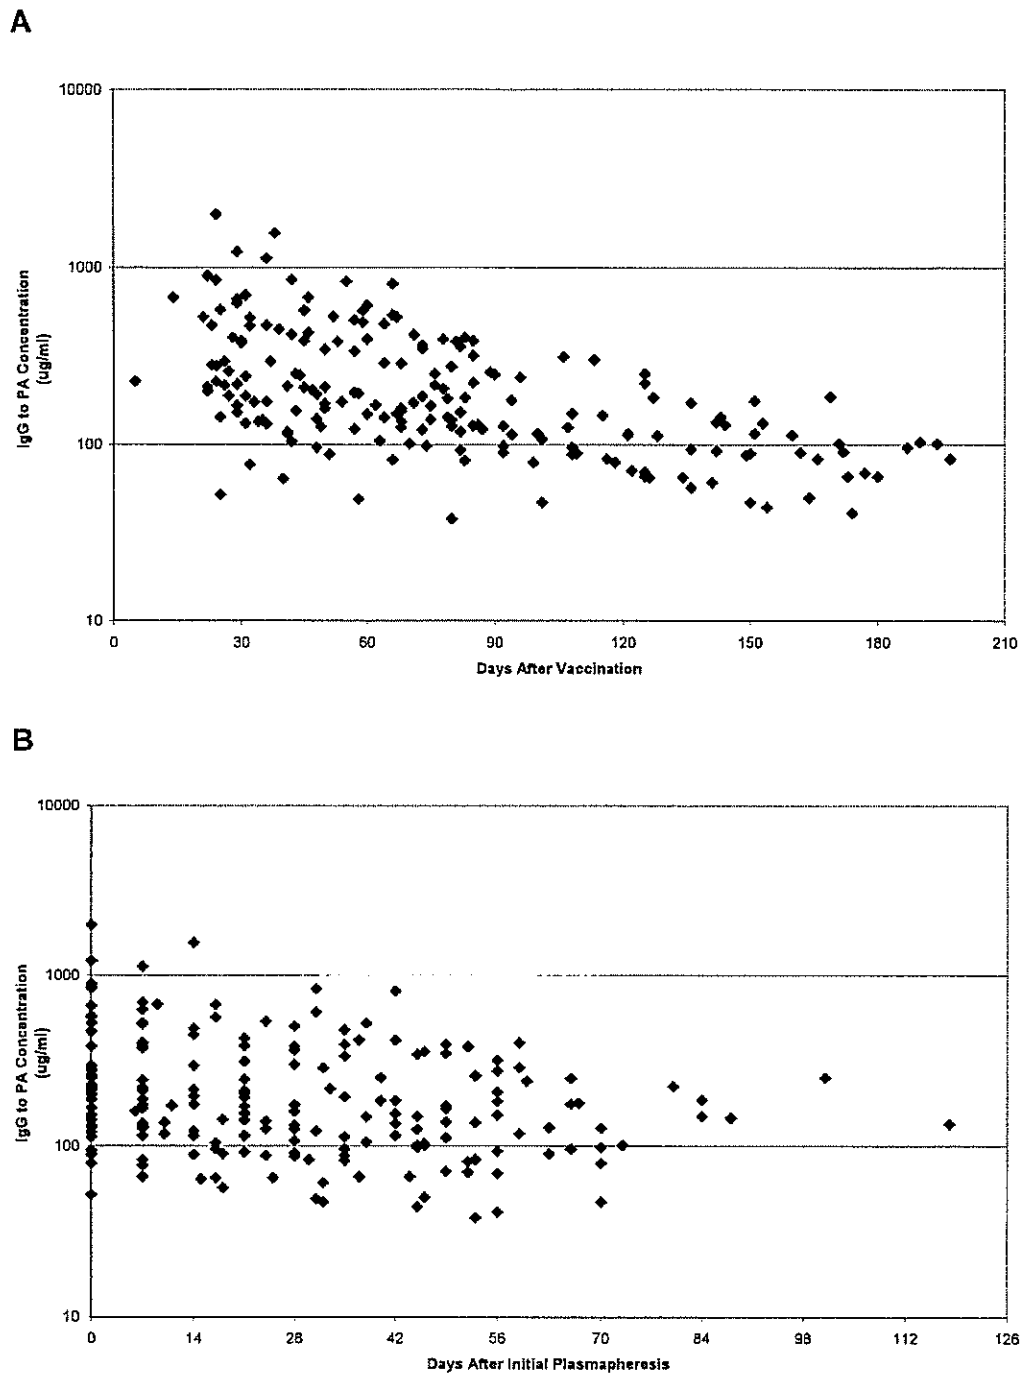 A
10000
1000
100
10
IgG to PA Concentration
(ug/ml)
0 30 60 90 120 150 180 210
Days After Vaccination
B
10000
1000
100
10
IgG to PA Concentration
(ug/ml)
0 14 28 42 56 70 84 98 112 126
Days After Initial Plasmapheresis